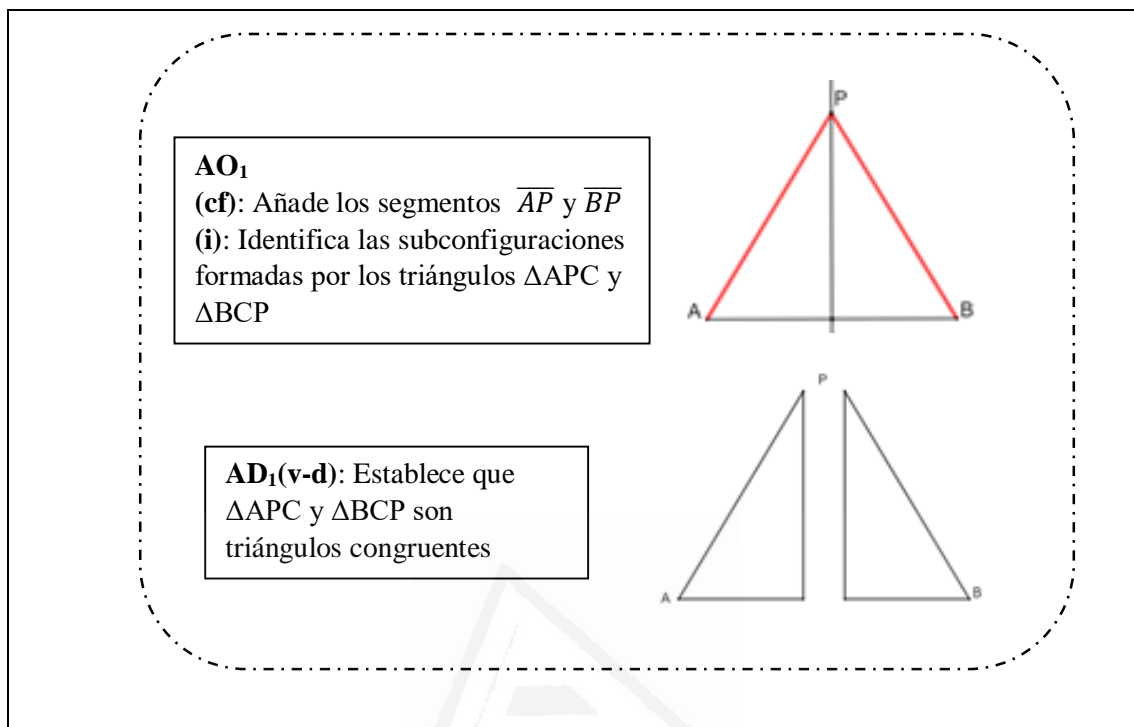 AO₁
(cf): Añade los segmentos AP̅ y BP̅
(i): Identifica las subconfiguraciones
formadas por los triángulos ΔAPC y
ΔBCP
P
A
B
AD₁(v-d): Establece que
ΔAPC y ΔBCP son
triángulos congruentes
P
A
B